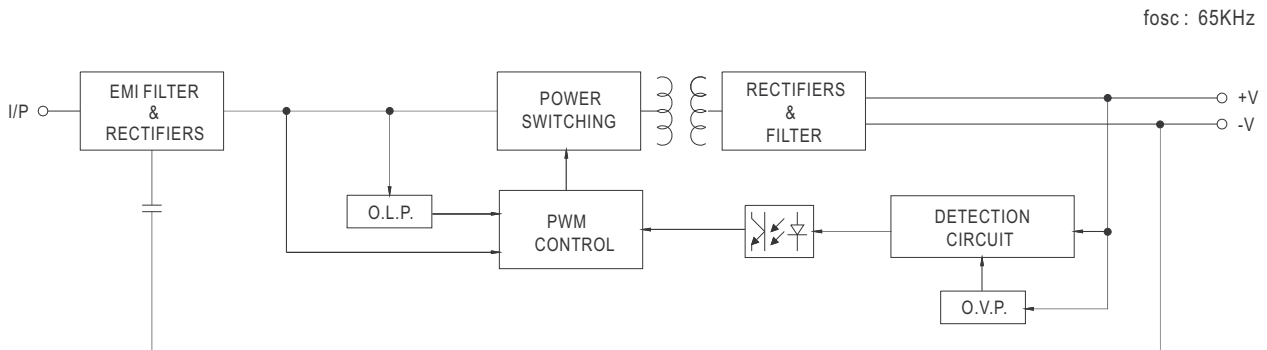 fosc : 65KHz
I/P
EMI FILTER
&
RECTIFIERS
POWER
SWITCHING
RECTIFIERS
&
FILTER
+V
-V
O.L.P.
PWM
CONTROL
DETECTION
CIRCUIT
O.V.P.